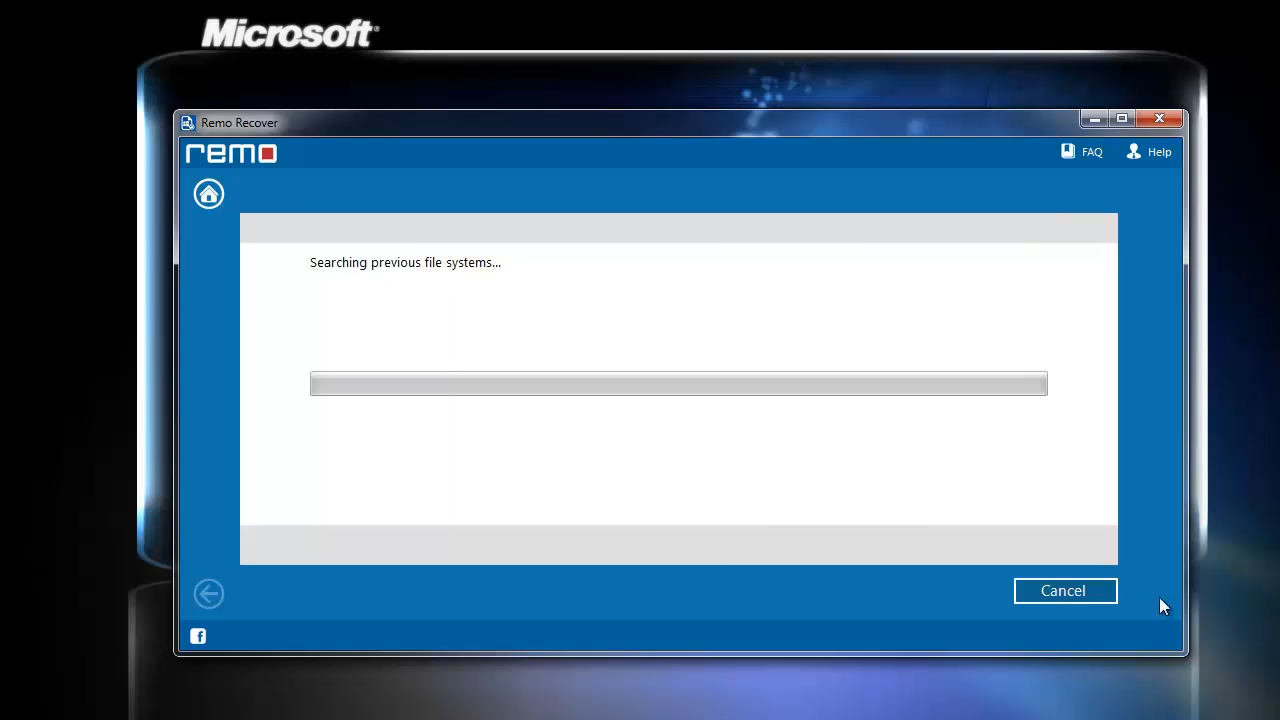 Microsoft®
Remo Recover
remo
FAQ
Help
Searching previous file systems...
Cancel
f